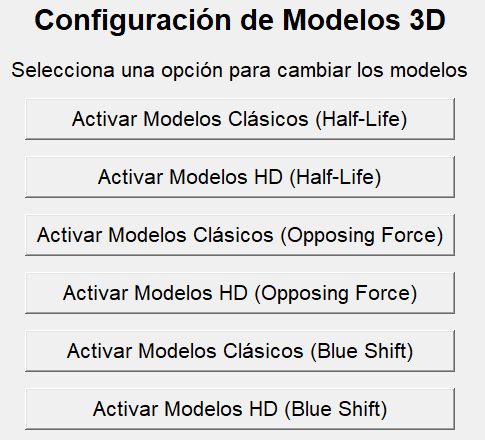 Configuración de Modelos 3D
Selecciona una opción para cambiar los modelos
Activar Modelos Clásicos (Half-Life)
Activar Modelos HD (Half-Life)
Activar Modelos Clásicos (Opposing Force)
Activar Modelos HD (Opposing Force)
Activar Modelos Clásicos (Blue Shift)
Activar Modelos HD (Blue Shift)